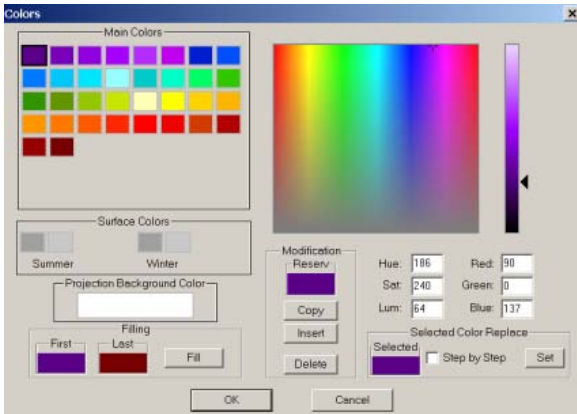 Colors
Main Colors
Surface Colors
Summer Winter
Projection Background Color
Filling
First Last Fill
Modification
Reserv
Copy
Insert
Delete
Hue: 186 Red: 90
Sat: 240 Green: 0
Lum: 64 Blue: 137
Selected Color Replace
Selected Step by Step Set
OK Cancel